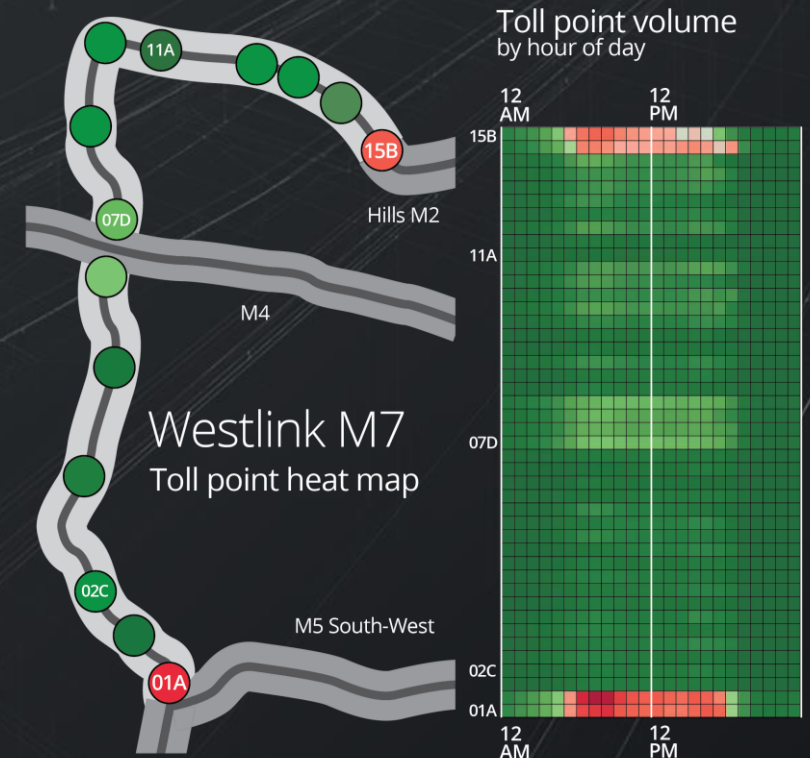 Toll point volume
by hour of day
12
AM
12
PM
11A
15B
15B
07D
Hills M2
11A
M4
Westlink M7
Toll point heat map
07D
02C
M5 South-West
02C
01A
01A
12
AM
12
PM